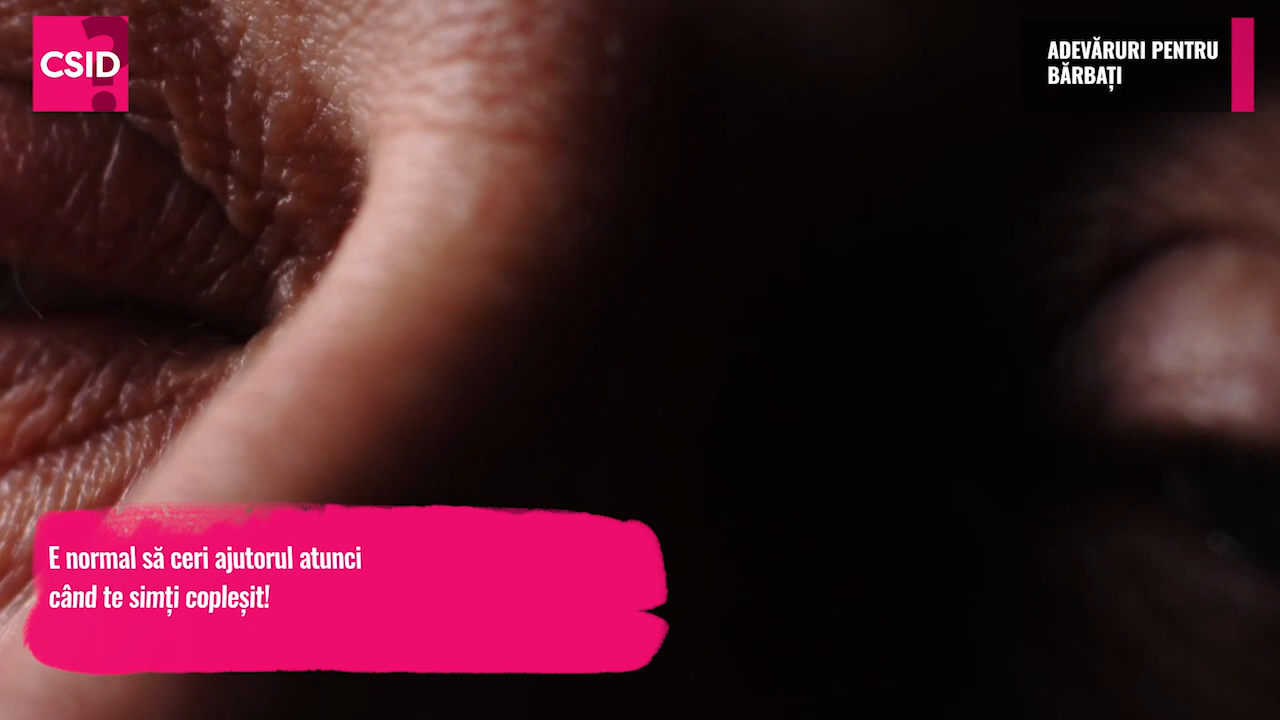 CSID
ADEVĂRURI PENTRU
BĂRBAȚI
E normal să ceri ajutorul atunci
când te simți copleșit!